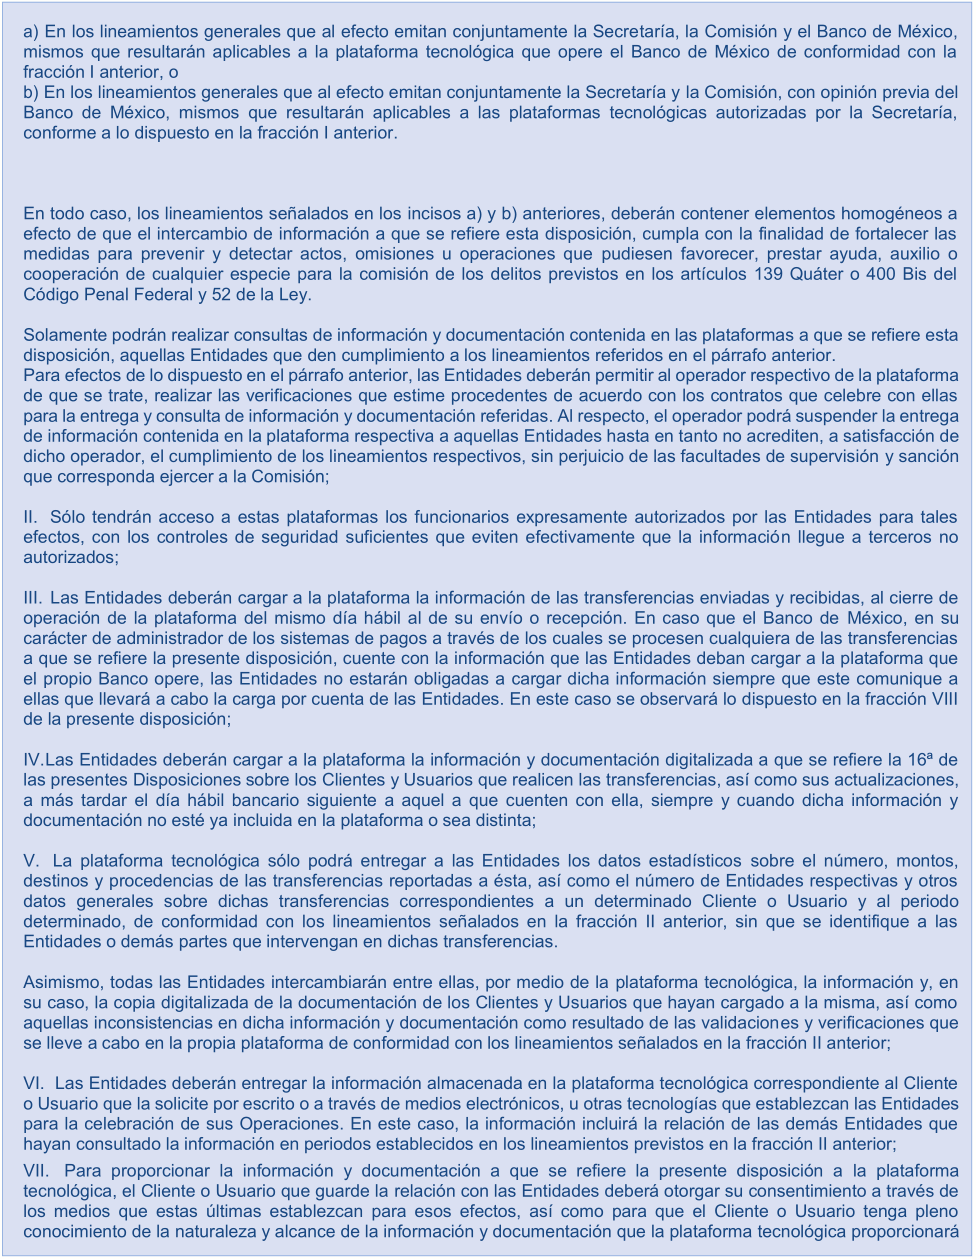 a) En los lineamientos generales que al efecto emitan conjuntamente la Secretaría, la Comisión y el Banco de México,
mismos que resultarán aplicables a la plataforma tecnológica que opere el Banco de México de conformidad con la
fracción I anterior, o
b) En los lineamientos generales que al efecto emitan conjuntamente la Secretaría y la Comisión, con opinión previa del
Banco de México, mismos que resultarán aplicables a las plataformas tecnológicas autorizadas por la Secretaría,
conforme a lo dispuesto en la fracción I anterior.
En todo caso, los lineamientos señalados en los incisos a) y b) anteriores, deberán contener elementos homogéneos a
efecto de que el intercambio de información a que se refiere esta disposición, cumpla con la finalidad de fortalecer las
medidas para prevenir y detectar actos, omisiones u operaciones que pudiesen favorecer, prestar ayuda, auxilio o
cooperación de cualquier especie para la comisión de los delitos previstos en los artículos 139 Quáter o 400 Bis del
Código Penal Federal y 52 de la Ley.
Solamente podrán realizar consultas de información y documentación contenida en las plataformas a que se refiere esta
disposición, aquellas Entidades que den cumplimiento a los lineamientos referidos en el párrafo anterior.
Para efectos de lo dispuesto en el párrafo anterior, las Entidades deberán permitir al operador respectivo de la plataforma
de que se trate, realizar las verificaciones que estime procedentes de acuerdo con los contratos que celebre con ellas
para la entrega y consulta de información y documentación referidas. Al respecto, el operador podrá suspender la entrega
de información contenida en la plataforma respectiva a aquellas Entidades hasta en tanto no acrediten, a satisfacción de
dicho operador, el cumplimiento de los lineamientos respectivos, sin perjuicio de las facultades de supervisión y sanción
que corresponda ejercer a la Comisión;
II. Sólo tendrán acceso a estas plataformas los funcionarios expresamente autorizados por las Entidades para tales
efectos, con los controles de seguridad suficientes que eviten efectivamente que la información llegue a terceros no
autorizados;
III. Las Entidades deberán cargar a la plataforma la información de las transferencias enviadas y recibidas, al cierre de
operación de la plataforma del mismo día hábil al de su envío o recepción. En caso que el Banco de México, en su
carácter de administrador de los sistemas de pagos a través de los cuales se procesen cualquiera de las transferencias
a que se refiere la presente disposición, cuente con la información que las Entidades deban cargar a la plataforma que
el propio Banco opere, las Entidades no estarán obligadas a cargar dicha información siempre que este comunique a
ellas que llevará a cabo la carga por cuenta de las Entidades. En este caso se observará lo dispuesto en la fracción VIII
de la presente disposición;
IV.Las Entidades deberán cargar a la plataforma la información y documentación digitalizada a que se refiere la 16ª de
las presentes Disposiciones sobre los Clientes y Usuarios que realicen las transferencias, así como sus actualizaciones,
a más tardar el día hábil bancario siguiente a aquel a que cuenten con ella, siempre y cuando dicha información y
documentación no esté ya incluida en la plataforma o sea distinta;
V. La plataforma tecnológica sólo podrá entregar a las Entidades los datos estadísticos sobre el número, montos,
destinos y procedencias de las transferencias reportadas a ésta, así como el número de Entidades respectivas y otros
datos generales sobre dichas transferencias correspondientes a un determinado Cliente o Usuario y al periodo
determinado, de conformidad con los lineamientos señalados en la fracción II anterior, sin que se identifique a las
Entidades o demás partes que intervengan en dichas transferencias.
Asimismo, todas las Entidades intercambiarán entre ellas, por medio de la plataforma tecnológica, la información y, en
su caso, la copia digitalizada de la documentación de los Clientes y Usuarios que hayan cargado a la misma, así como
aquellas inconsistencias en dicha información y documentación como resultado de las validaciones y verificaciones que
se lleve a cabo en la propia plataforma de conformidad con los lineamientos señalados en la fracción II anterior;
VI. Las Entidades deberán entregar la información almacenada en la plataforma tecnológica correspondiente al Cliente
o Usuario que la solicite por escrito o a través de medios electrónicos, u otras tecnologías que establezcan las Entidades
para la celebración de sus Operaciones. En este caso, la información incluirá la relación de las demás Entidades que
hayan consultado la información en periodos establecidos en los lineamientos previstos en la fracción II anterior;
VII. Para proporcionar la información y documentación a que se refiere la presente disposición a la plataforma
tecnológica, el Cliente o Usuario que guarde la relación con las Entidades deberá otorgar su consentimiento a través de
los medios que estas últimas establezcan para esos efectos, así como para que el Cliente o Usuario tenga pleno
conocimiento de la naturaleza y alcance de la información y documentación que la plataforma tecnológica proporcionará